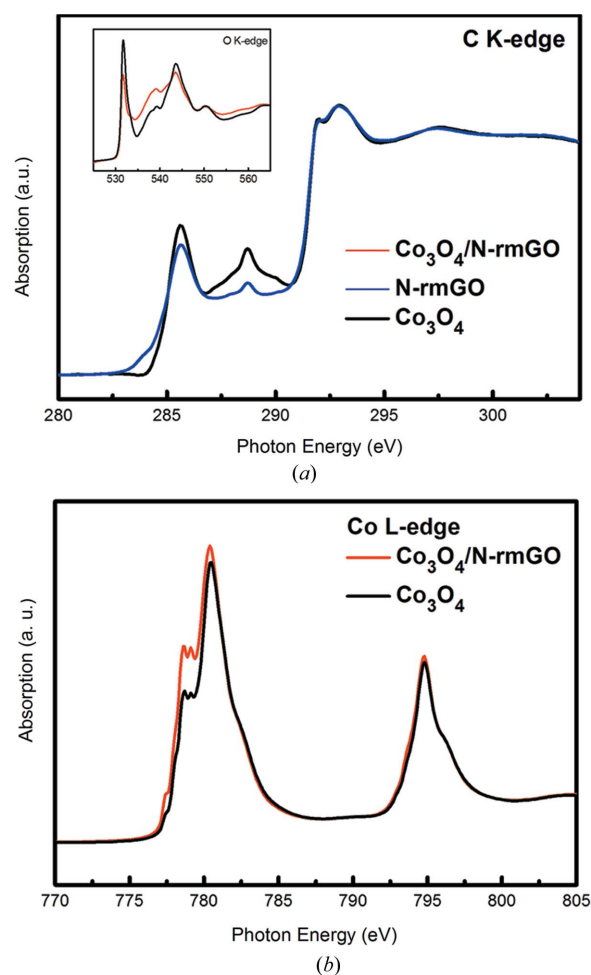 C K-edge
O K-edge
530 540 550 560
Absorption (a.u.)
Co₃O₄/N-rmGO
N-rmGO
Co₃O₄
280 285 290 295 300
Photon Energy (eV)
(a)
Co L-edge
Co₃O₄/N-rmGO
Co₃O₄
Absorption (a. u.)
770 775 780 785 790 795 800 805
Photon Energy (eV)
(b)